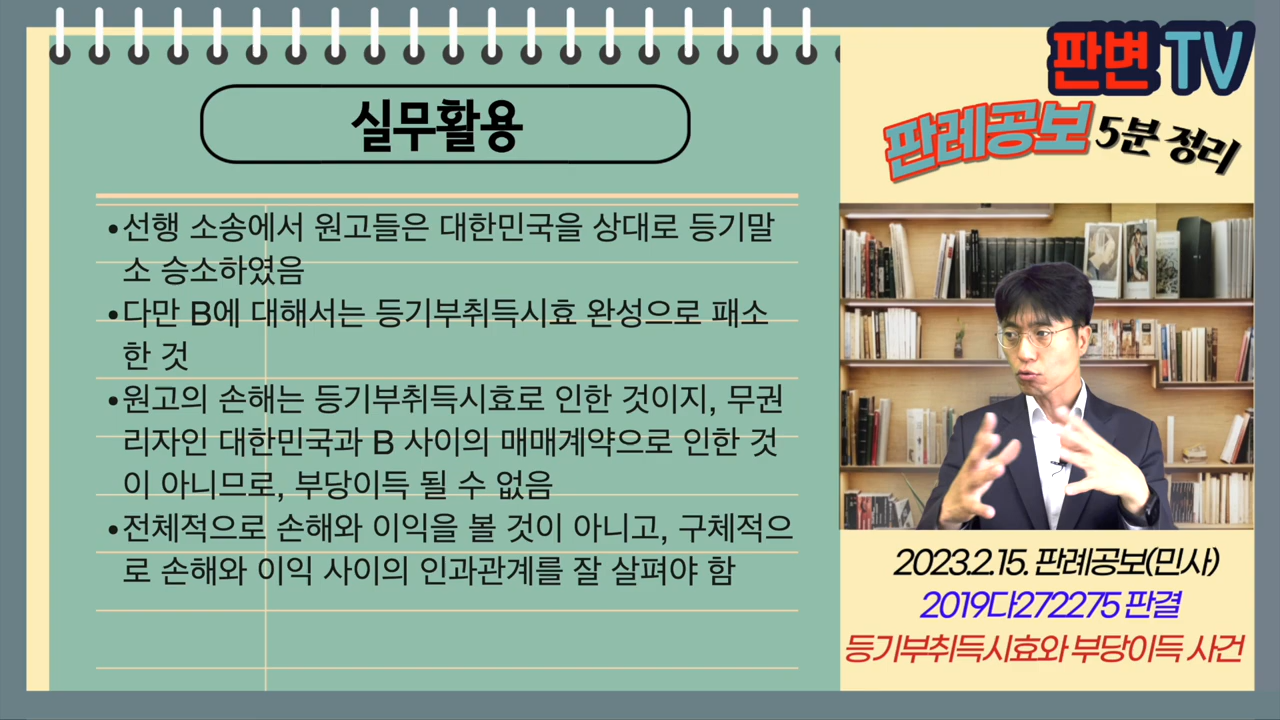 실무활용
•선행 소송에서 원고들은 대한민국을 상대로 등기말
소 승소하였음
•다만 B에 대해서는 등기부취득시효 완성으로 패소
한 것
•원고의 손해는 등기부취득시효로 인한 것이지, 무권
리자인 대한민국과 B 사이의 매매계약으로 인한 것
이 아니므로, 부당이득 될 수 없음
•전체적으로 손해와 이익을 볼 것이 아니고, 구체적으
로 손해와 이익 사이의 인과관계를 잘 살펴야 함
판변 TV
판례공보 5분 정리
2023.2.15. 판례공보(민사)
2019다272275 판결
등기부취득시효와 부당이득 사건